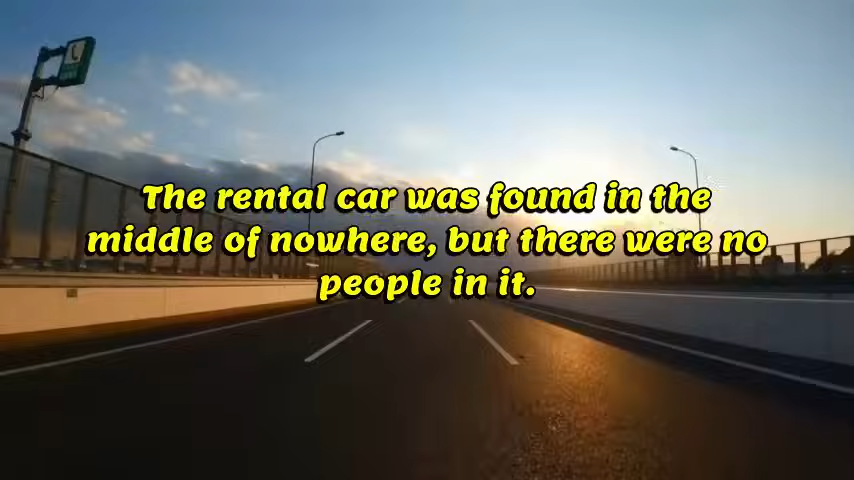 The rental car was found in the
middle of nowhere, but there were no
people in it.